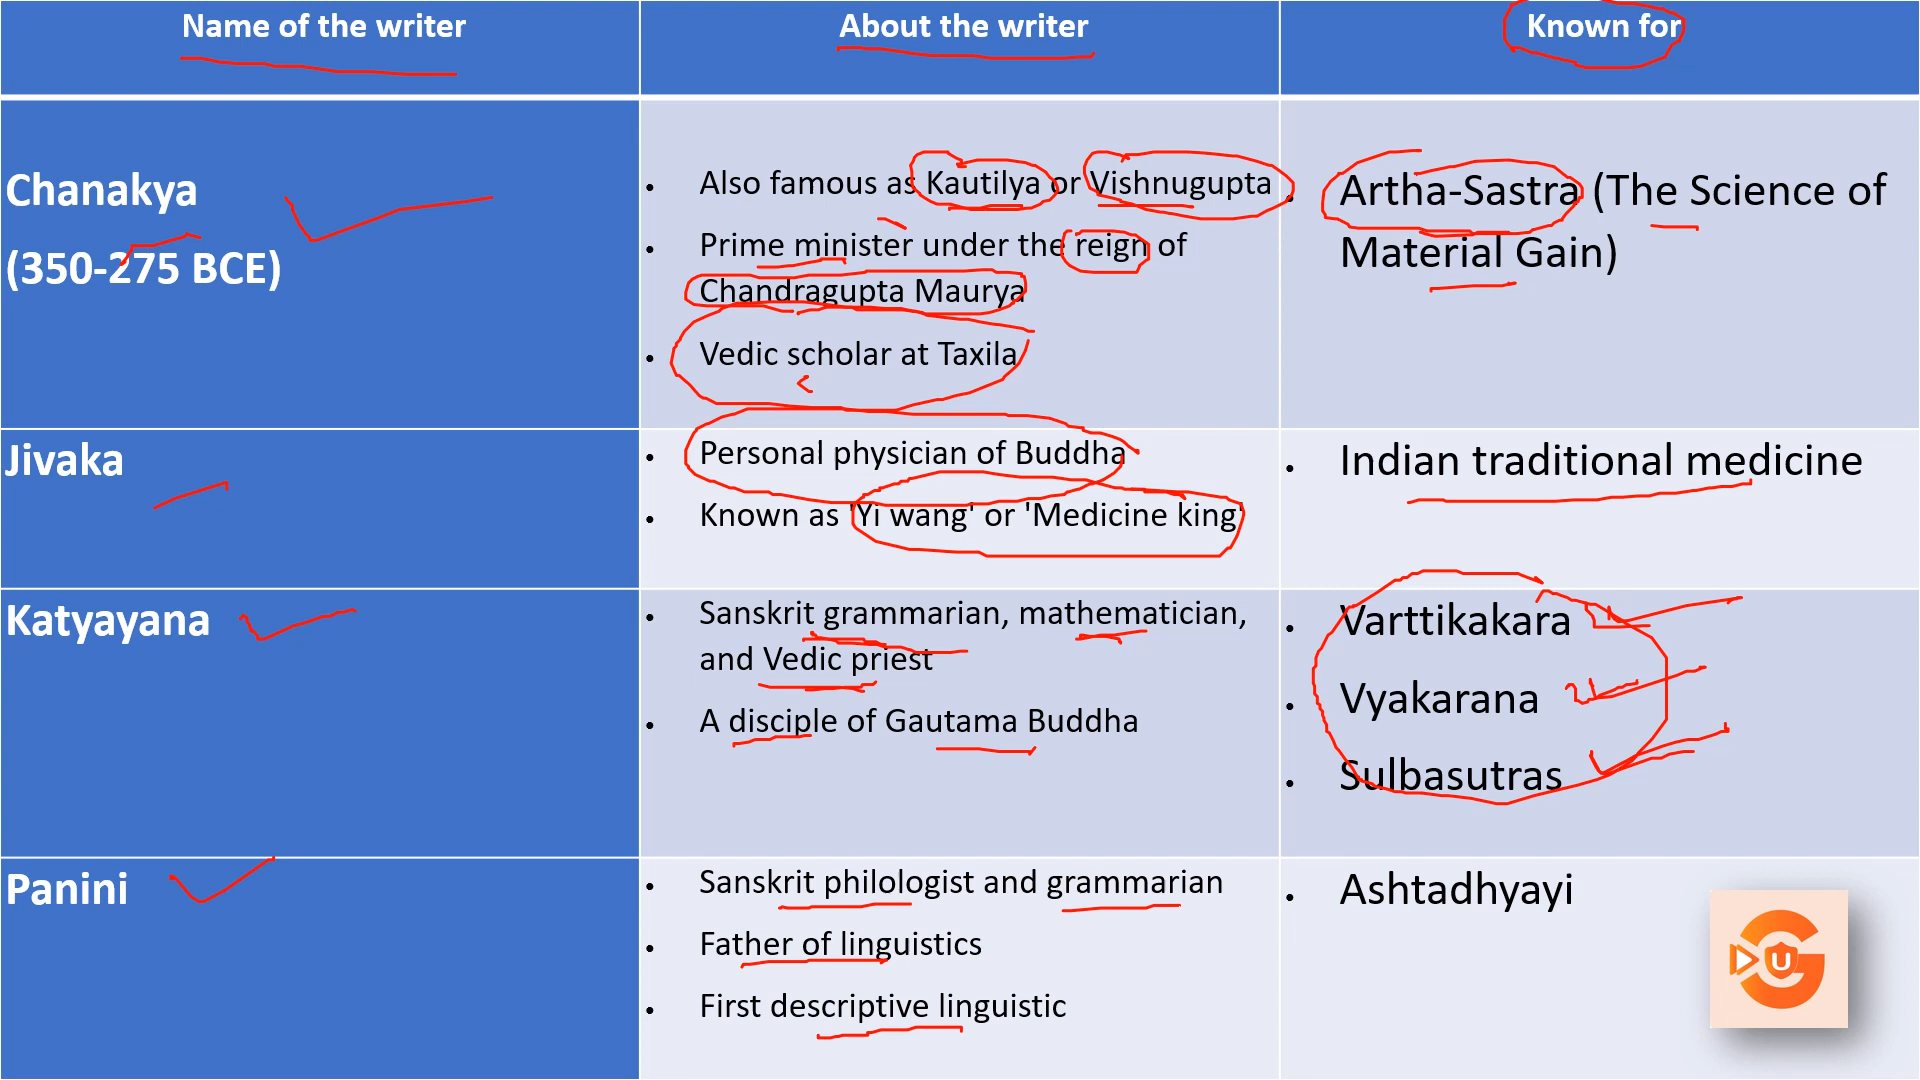 Name of the writer
About the writer
Known for
Chanakya
(350-275 BCE)
Also famous as Kautilya or Vishnugupta
Prime minister under the reign of
Chandragupta Maurya
Vedic scholar at Taxila
Artha-Sastra (The Science of
Material Gain)
Jivaka
Personal physician of Buddha
Known as 'Yi wang' or 'Medicine king'
Indian traditional medicine
Katyayana
Sanskrit grammarian, mathematician,
and Vedic priest
A disciple of Gautama Buddha
Varttikakara
Vyakarana
Sulbasutras
Panini
Sanskrit philologist and grammarian
Father of linguistics
First descriptive linguistic
Ashtadhyayi
G
U